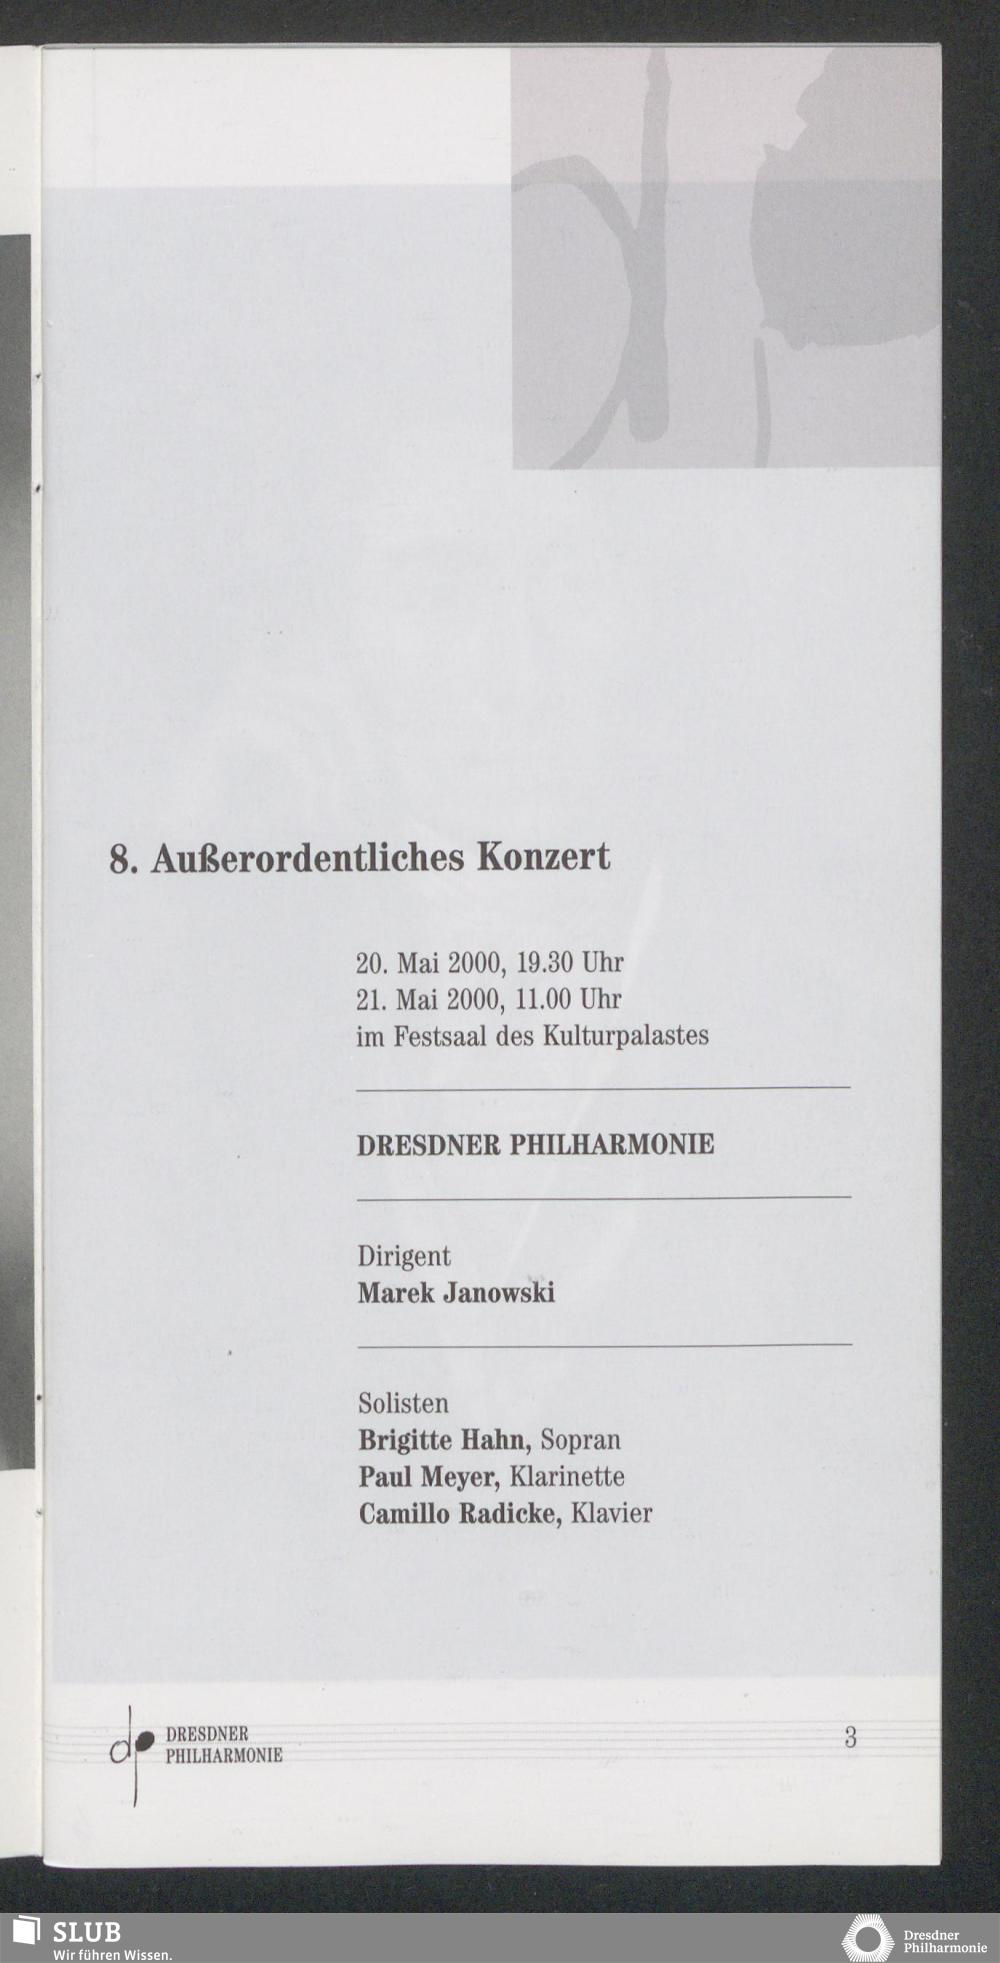 8. Außerordentliches Konzert
20. Mai 2000, 19.30 Uhr
21. Mai 2000, 11.00 Uhr
im Festsaal des Kulturpalastes
DRESDNER PHILHARMONIE
Dirigent
Marek Janowski
Solisten
Brigitte Hahn, Sopran
Paul Meyer, Klarinette
Camillo Radicke, Klavier
dp DRESDNER
PHILHARMONIE
3
SLUB
Wir führen Wissen.
Dresdner
Philharmonie